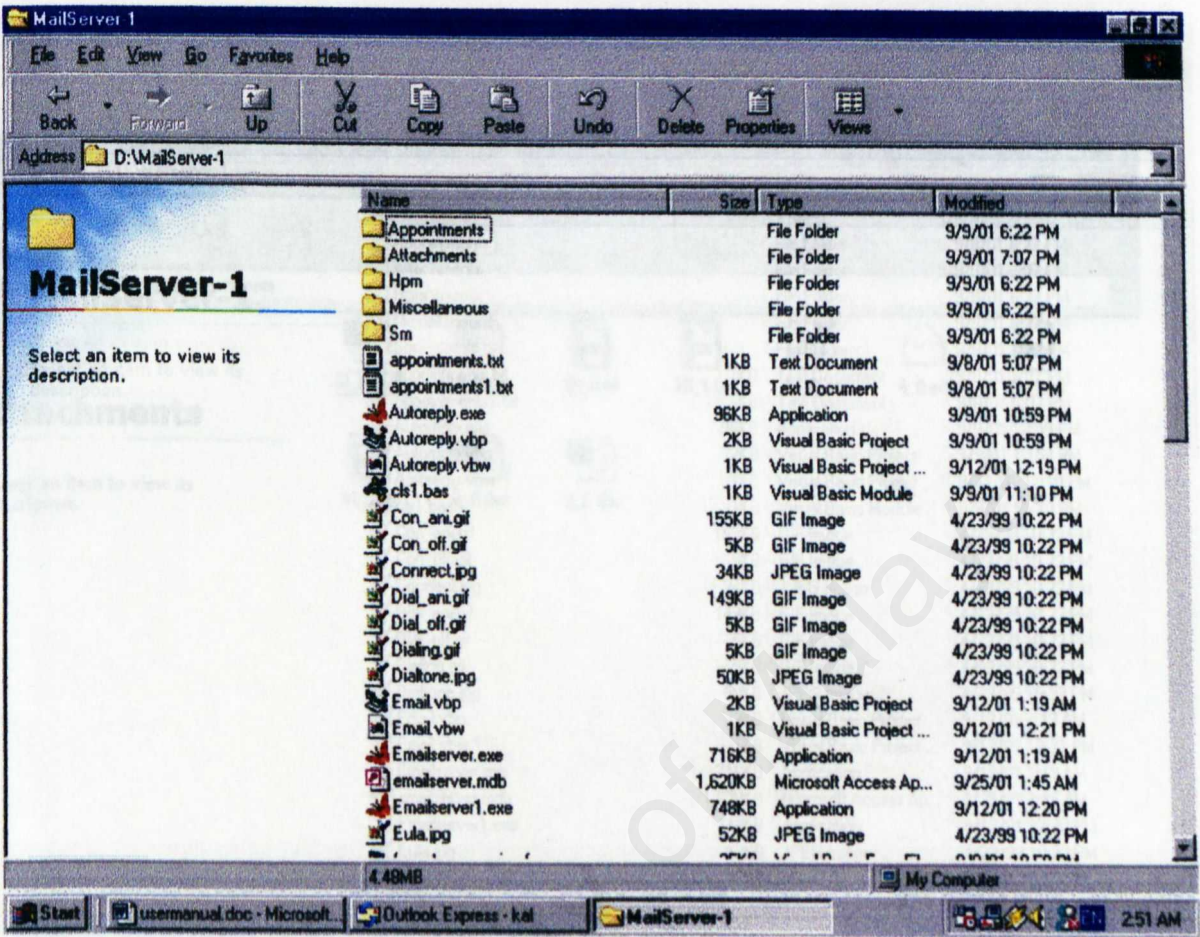 MailServer-1
File Edit View Go Favorites Help
Back Forward Up Cut Copy Paste Undo Delete Properties Views
Address D:\MailServer-1
Name Size Type Modified
MailServer-1
Select an item to view its
description.
Appointments File Folder 9/9/01 6:22 PM
Attachments File Folder 9/9/01 7:07 PM
Hpm File Folder 9/9/01 6:22 PM
Miscellaneous File Folder 9/9/01 6:22 PM
Sm File Folder 9/9/01 6:22 PM
appointments.txt 1KB Text Document 9/8/01 5:07 PM
appointments1.txt 1KB Text Document 9/8/01 5:07 PM
Autoreply.exe 96KB Application 9/9/01 10:59 PM
Autoreply.vbp 2KB Visual Basic Project 9/9/01 10:59 PM
Autoreply.vbw 1KB Visual Basic Project ... 9/12/01 12:19 PM
cls1.bas 1KB Visual Basic Module 9/9/01 11:10 PM
Con_ani.gif 155KB GIF Image 4/23/99 10:22 PM
Con_off.gif 5KB GIF Image 4/23/99 10:22 PM
Connect.jpg 34KB JPEG Image 4/23/99 10:22 PM
Dial_ani.gif 149KB GIF Image 4/23/99 10:22 PM
Dial_off.gif 5KB GIF Image 4/23/99 10:22 PM
Dialing.gif 5KB GIF Image 4/23/99 10:22 PM
Dialtone.jpg 50KB JPEG Image 4/23/99 10:22 PM
Email.vbp 2KB Visual Basic Project 9/12/01 1:19 AM
Email.vbw 1KB Visual Basic Project ... 9/12/01 12:21 PM
Emailserver.exe 716KB Application 9/12/01 1:19 AM
emailserver.mdb 1,620KB Microsoft Access Ap... 9/25/01 1:45 AM
Emailserver1.exe 748KB Application 9/12/01 12:20 PM
Eula.jpg 52KB JPEG Image 4/23/99 10:22 PM
4.48MB My Computer
Start usermanual.doc - Microsoft... Outlook Express - kal MailServer-1 2:51 AM
of Malay